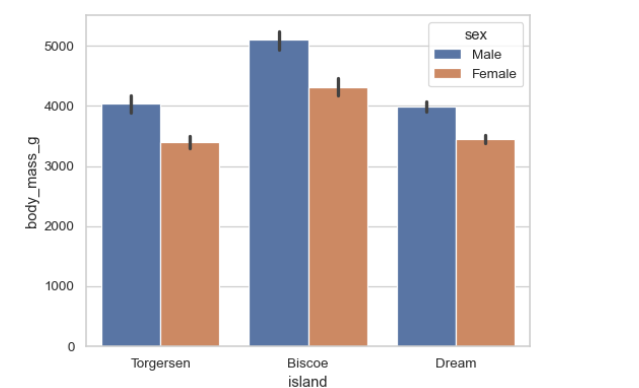 sex
Male
Female
5000
4000
3000
2000
1000
0
body_mass_g
Torgersen Biscoe Dream
island